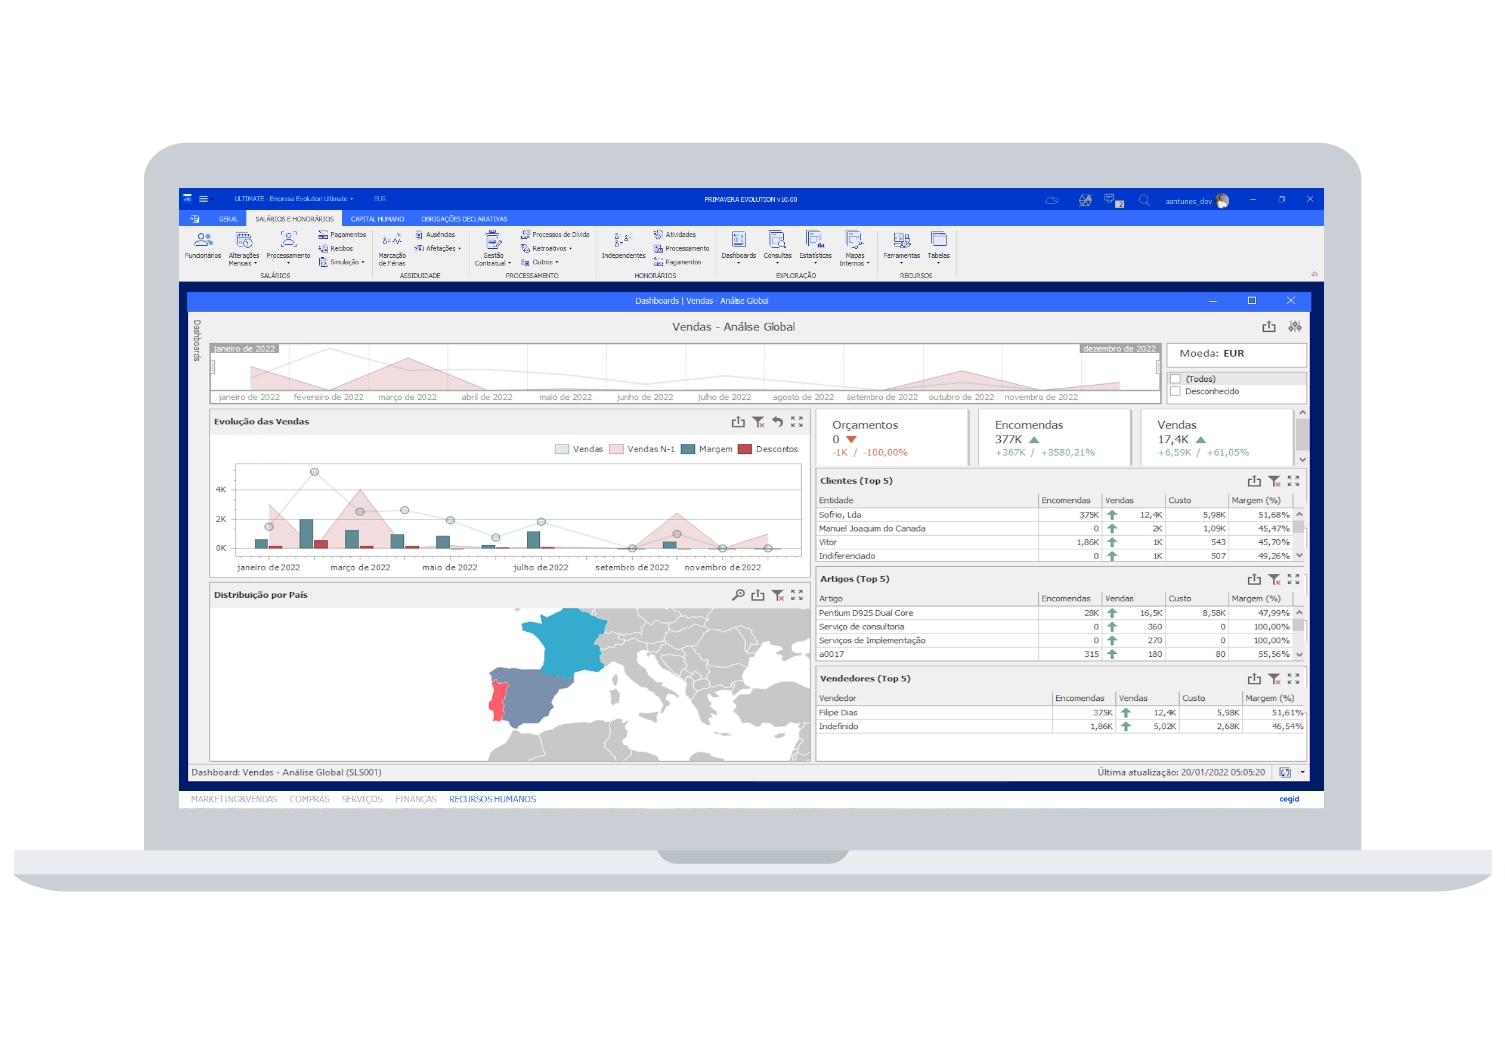 v10 ULTIMATE - Empresa Evolution Ultimate EUR PRIMAVERA EVOLUTION v10.00 2 aantunes_dev
GERAL SALÁRIOS E HONORÁRIOS CAPITAL HUMANO OBRIGAÇÕES DECLARATIVAS
Funcionários
Alterações
Mensais
Processamento
Pagamentos
Recibos
Simulação
SALÁRIOS
Marcação
de Férias
Ausências
Afetações
ASSIDUIDADE
Gestão
Contratual
Processos de Dívida
Retroativos
Outros
PROCESSAMENTO
Independentes
Atividades
Processamento
Pagamentos
HONORÁRIOS
Dashboards
Consultas
Estatísticas
Mapas
Internos
EXPLORAÇÃO
Ferramentas
Tabelas
RECURSOS
Dashboards | Vendas - Análise Global
Dashboards
Vendas - Análise Global
janeiro de 2022 dezembro de 2022
janeiro de 2022 fevereiro de 2022 março de 2022 abril de 2022 maio de 2022 junho de 2022 julho de 2022 agosto de 2022 setembro de 2022 outubro de 2022 novembro de 2022
Moeda: EUR
(Todos)
Desconhecido
Evolução das Vendas
Vendas Vendas N-1 Margem Descontos
4K
2K
0K
janeiro de 2022 março de 2022 maio de 2022 julho de 2022 setembro de 2022 novembro de 2022
Orçamentos
0
-1K / -100,00%
Encomendas
377K
+367K / +3580,21%
Vendas
17,4K
+6,59K / +61,05%
Clientes (Top 5)
Entidade Encomendas Vendas Custo Margem (%)
Sofrio, Lda 375K 12,4K 5,98K 51,68%
Manuel Joaquim do Canada 0 2K 1,09K 45,47%
Vitor 1,86K 1K 543 45,70%
Indiferenciado 0 1K 507 49,26%
Artigos (Top 5)
Artigo Encomendas Vendas Custo Margem (%)
Pentium D925 Dual Core 28K 16,5K 8,58K 47,99%
Serviço de consultoria 0 360 0 100,00%
Serviços de Implementação 0 270 0 100,00%
a0017 315 180 80 55,56%
Distribuição por País
Vendedores (Top 5)
Vendedor Encomendas Vendas Custo Margem (%)
Filipe Dias 375K 12,4K 5,98K 51,61%
Indefinido 1,86K 5,02K 2,68K 46,54%
Dashboard: Vendas - Análise Global (SLS001) Última atualização: 20/01/2022 05:05:20
MARKETING&VENDAS COMPRAS SERVIÇOS FINANÇAS RECURSOS HUMANOS cegid